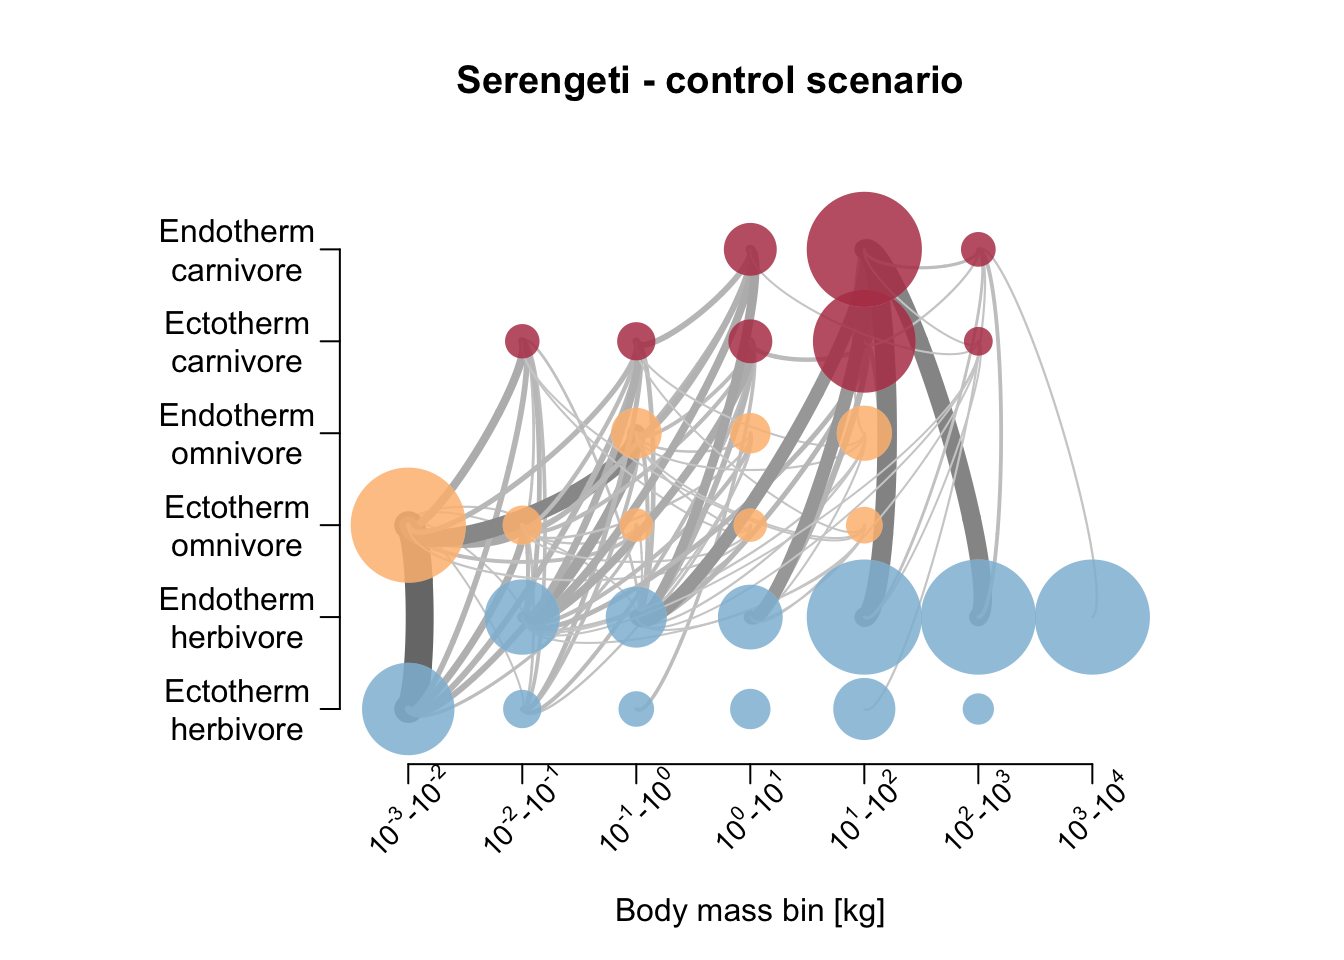 Serengeti - control scenario
Endotherm
carnivore
Ectotherm
carnivore
Endotherm
omnivore
Ectotherm
omnivore
Endotherm
herbivore
Ectotherm
herbivore
10⁻³-10⁻²
10⁻²-10⁻¹
10⁻¹-10⁰
10⁰-10¹
10¹-10²
10²-10³
10³-10⁴
Body mass bin [kg]